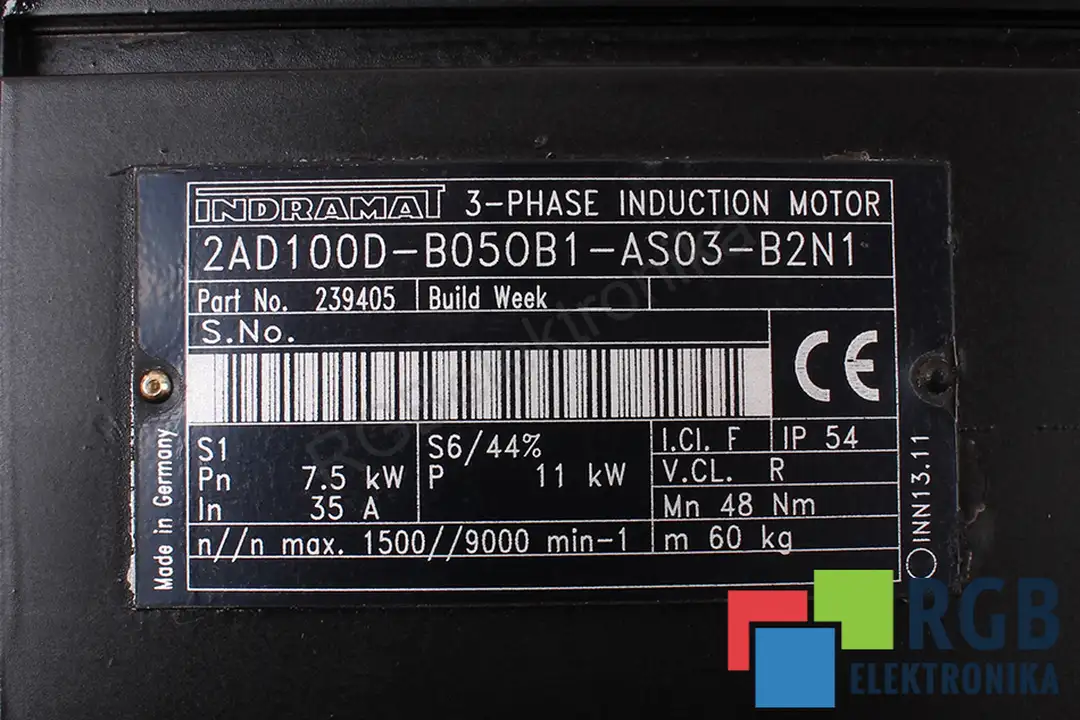 INDRAMAT 3-PHASE INDUCTION MOTOR
2AD100D-B050B1-AS03-B2N1
Part No. 239405 Build Week
S.No.
CE
S1
Pn 7.5 kW
In 35 A
S6/44%
P 11 kW
I.Cl. F IP 54
V.CL. R
Mn 48 Nm
n//n max. 1500//9000 min-1
m 60 kg
Made in Germany
INN13.11
RGB elektronika
RGB
ELEKTRONIKA